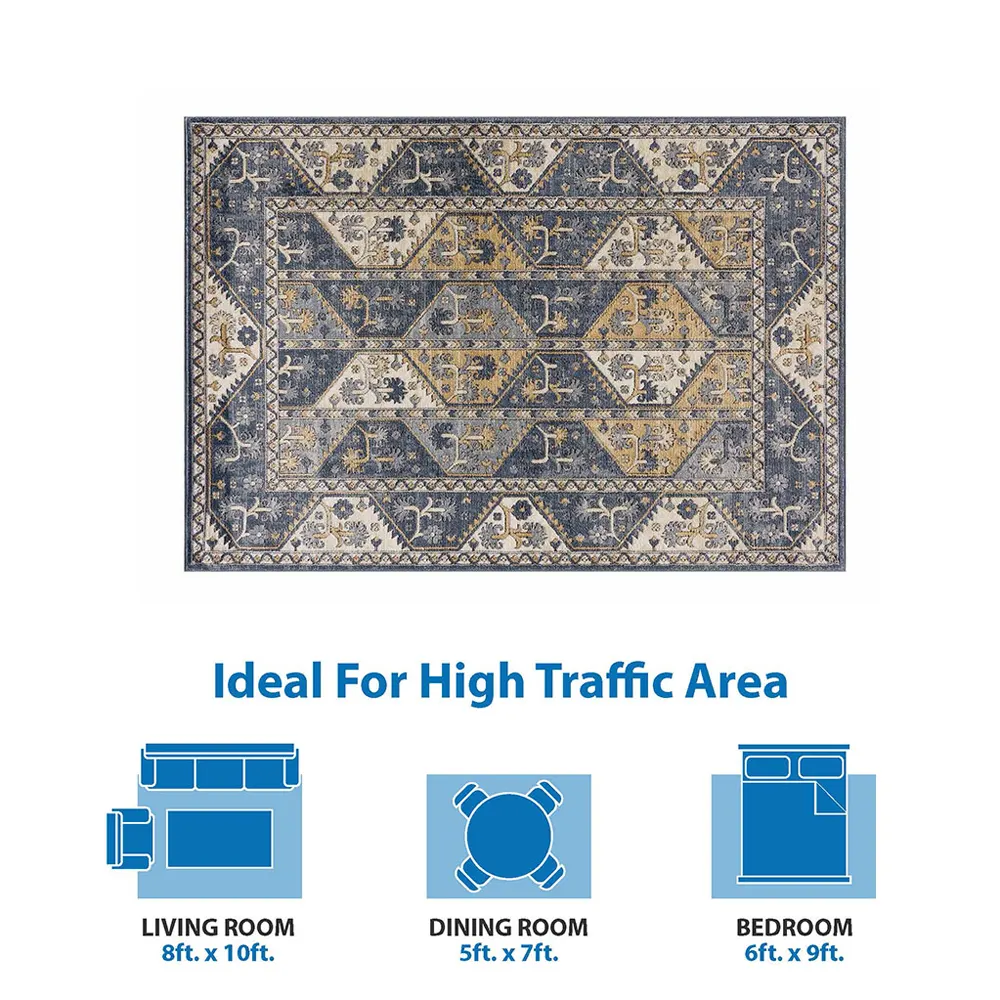 Ideal For High Traffic Area
LIVING ROOM
8ft. x 10ft.
DINING ROOM
5ft. x 7ft.
BEDROOM
6ft. x 9ft.